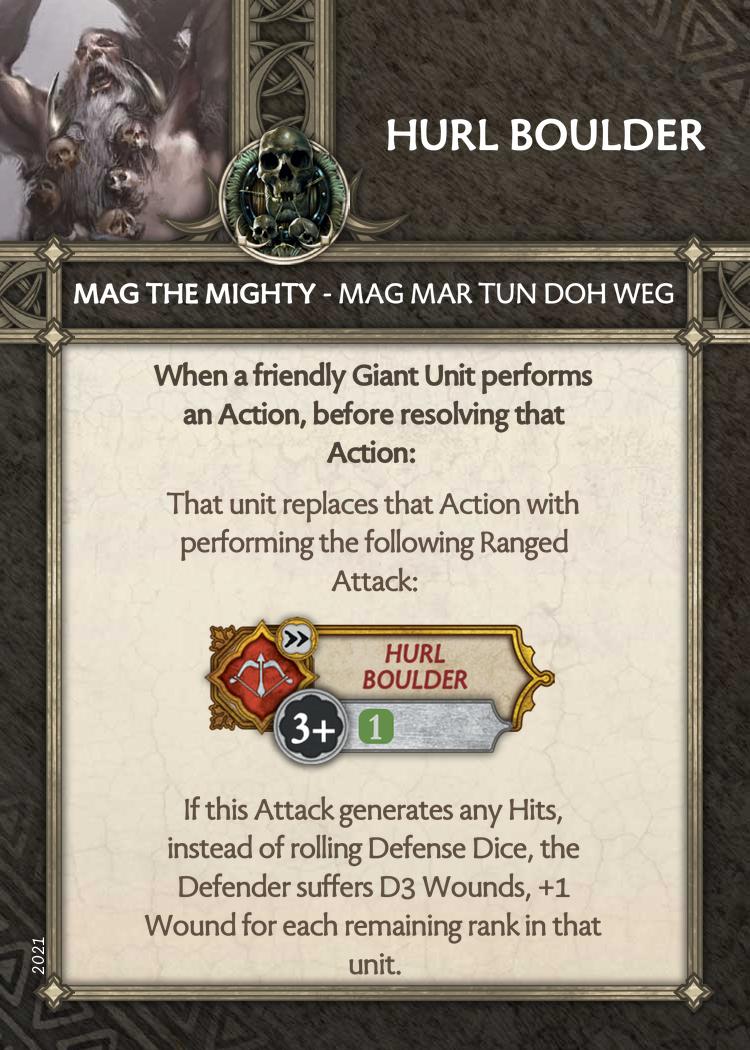 HURL BOULDER
MAG THE MIGHTY - MAG MAR TUN DOH WEG
When a friendly Giant Unit performs
an Action, before resolving that
Action:
That unit replaces that Action with
performing the following Ranged
Attack:
HURL
BOULDER
3+ 1
If this Attack generates any Hits,
instead of rolling Defense Dice, the
Defender suffers D3 Wounds, +1
Wound for each remaining rank in that
unit.
2021